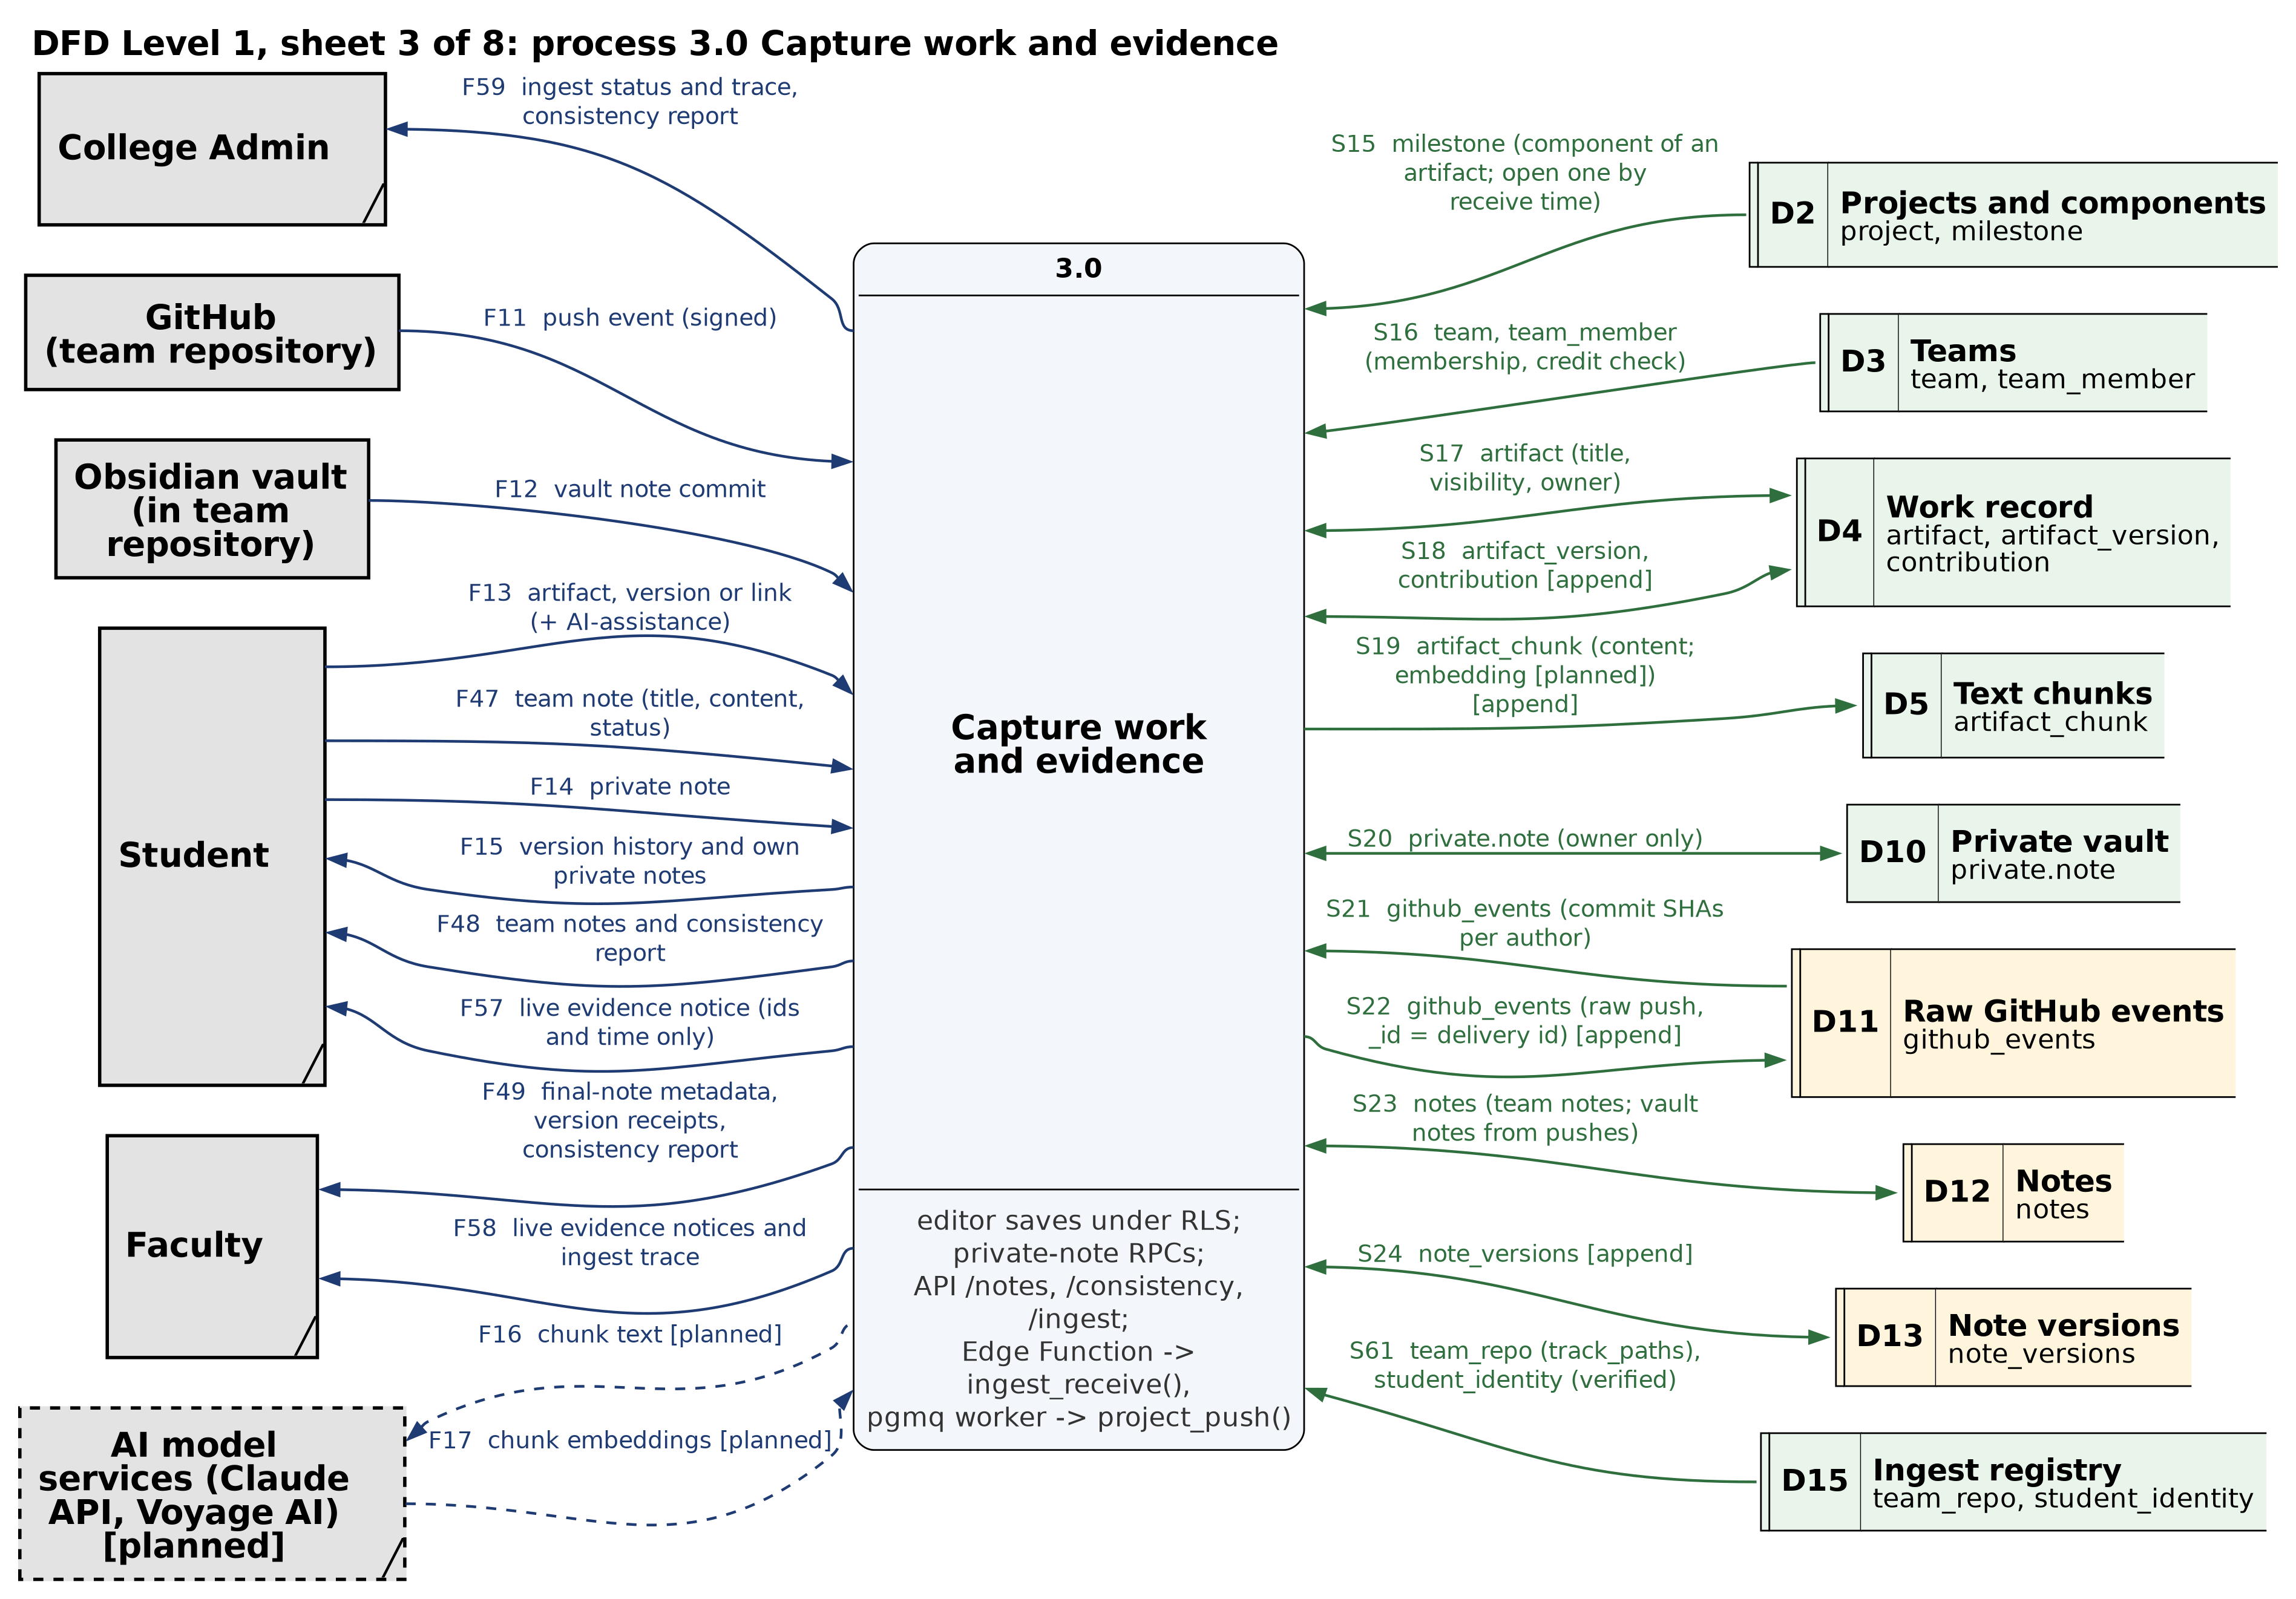 DFD Level 1, sheet 3 of 8: process 3.0 Capture work and evidence
College Admin
GitHub
(team repository)
Obsidian vault
(in team
repository)
Student
Faculty
AI model
services (Claude
API, Voyage AI)
[planned]
F59  ingest status and trace,
consistency report
F11  push event (signed)
F12  vault note commit
F13  artifact, version or link
(+ AI-assistance)
F47  team note (title, content,
status)
F14  private note
F15  version history and own
private notes
F48  team notes and consistency
report
F57  live evidence notice (ids
and time only)
F49  final-note metadata,
version receipts,
consistency report
F58  live evidence notices and
ingest trace
F16  chunk text [planned]
F17  chunk embeddings [planned]
3.0
Capture work
and evidence
editor saves under RLS;
private-note RPCs;
API /notes, /consistency,
/ingest;
Edge Function ->
ingest_receive(),
pgmq worker -> project_push()
S15  milestone (component of an
artifact; open one by
receive time)
S16  team, team_member
(membership, credit check)
S17  artifact (title,
visibility, owner)
S18  artifact_version,
contribution [append]
S19  artifact_chunk (content;
embedding [planned])
[append]
S20  private.note (owner only)
S21  github_events (commit SHAs
per author)
S22  github_events (raw push,
_id = delivery id) [append]
S23  notes (team notes; vault
notes from pushes)
S24  note_versions [append]
S61  team_repo (track_paths),
student_identity (verified)
D2
Projects and components
project, milestone
D3
Teams
team, team_member
D4
Work record
artifact, artifact_version,
contribution
D5
Text chunks
artifact_chunk
D10
Private vault
private.note
D11
Raw GitHub events
github_events
D12
Notes
notes
D13
Note versions
note_versions
D15
Ingest registry
team_repo, student_identity